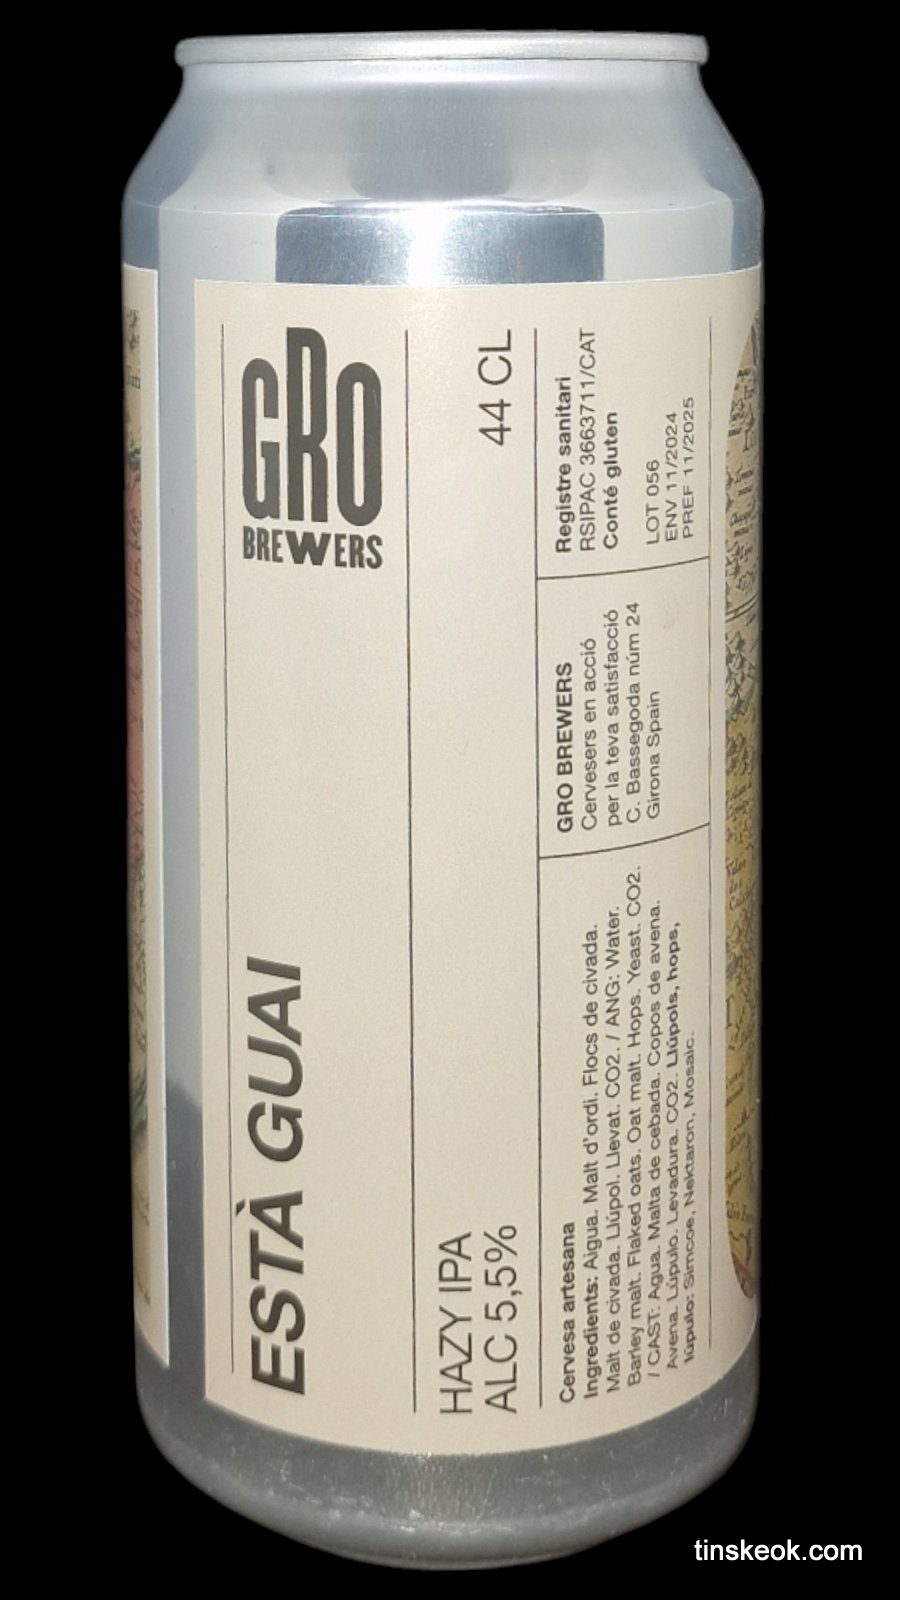 GRO
BREWERS
ESTÀ GUAI
HAZY IPA
ALC 5,5%
44 CL
Cervesa artesana
Ingredients: Aigua. Malt d'ordi. Flocs de civada.
Malt de civada. Llúpol. Llevat. CO2. / ANG: Water.
Barley malt. Flaked oats. Oat malt. Hops. Yeast. CO2.
/ CAST: Agua. Malta de cebada. Copos de avena.
Avena. Lúpulo. Levadura. CO2. Llúpols, hops,
lúpulo: Simcoe, Nektaron, Mosaic.
GRO BREWERS
Cervesers en acció
per la teva satisfacció
C. Bassegoda núm 24
Girona Spain
Registre sanitari
RSIPAC 3663711/CAT
Conté gluten
LOT 056
ENV 11/2024
PREF 11/2025
tinskeok.com